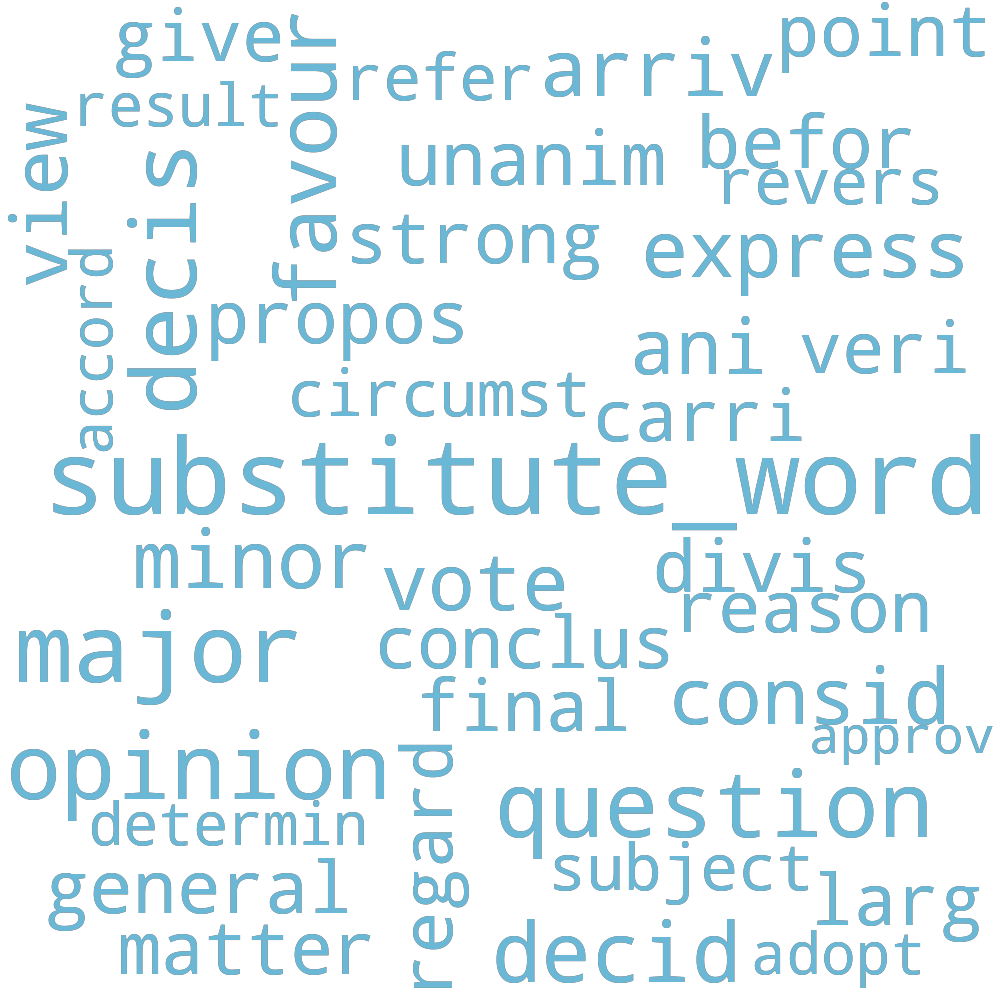 giver
point
favour
refer
arriv
result
view
befor
unanim
decis
revers
strong
express
accord
propos
ani
veri
circumst
carri
substitute_word
minor
vote
divis
reason
major
conclus
consid
final
approv
opinion
regard
question
determin
subject
general
larg
matter
decid
adopt